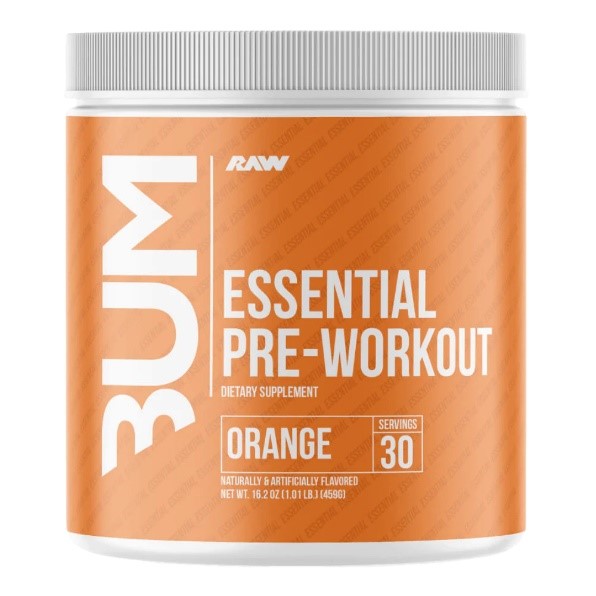 BUM
RAW
ESSENTIAL
PRE-WORKOUT
DIETARY SUPPLEMENT
ORANGE
SERVINGS
30
NATURALLY & ARTIFICIALLY FLAVORED
NET WT. 16.2 OZ (1.01 LB.) (459G)